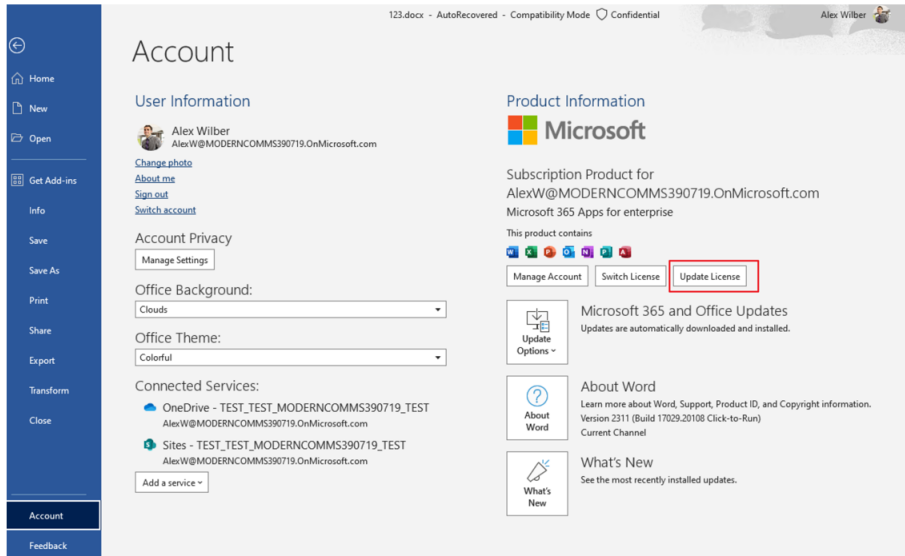 123.docx - AutoRecovered - Compatibility Mode Confidential
Alex Wilber
Account
Home
New
Open
Get Add-ins
Info
Save
Save As
Print
Share
Export
Transform
Close
Account
Feedback
User Information
Alex Wilber
AlexW@MODERNCOMMS390719.OnMicrosoft.com
Change photo
About me
Sign out
Switch account
Account Privacy
Manage Settings
Office Background:
Clouds
Office Theme:
Colorful
Connected Services:
OneDrive - TEST_TEST_MODERNCOMMS390719_TEST
AlexW@MODERNCOMMS390719.OnMicrosoft.com
Sites - TEST_TEST_MODERNCOMMS390719_TEST
AlexW@MODERNCOMMS390719.OnMicrosoft.com
Add a service
Product Information
Microsoft
Subscription Product for
AlexW@MODERNCOMMS390719.OnMicrosoft.com
Microsoft 365 Apps for enterprise
This product contains
Manage Account
Switch License
Update License
Update
Options
Microsoft 365 and Office Updates
Updates are automatically downloaded and installed.
About
Word
About Word
Learn more about Word, Support, Product ID, and Copyright information.
Version 2311 (Build 17029.20108 Click-to-Run)
Current Channel
What's
New
What's New
See the most recently installed updates.